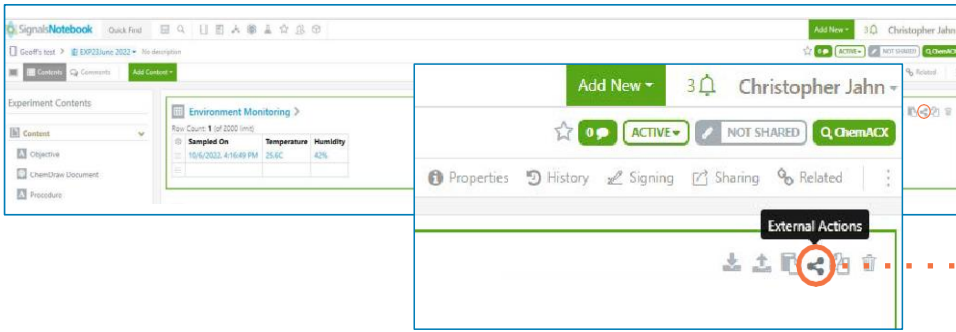 SignalsNotebook Quick Find Add New 3 Christopher Jahn
Geoff's test > EXP23June 2022 No description 0 ACTIVE NOT SHARED ChemACX
Contents Comments Add Content Related
Experiment Contents
Content
Objective
ChemDraw Document
Procedure
Environment Monitoring >
Row Count: 1 (of 2000 limit)
Sampled On Temperature Humidity
10/6/2022, 4:16:49 PM 25.6C 42%
Add New 3 Christopher Jahn
0 ACTIVE NOT SHARED ChemACX
Properties History Signing Sharing Related
External Actions